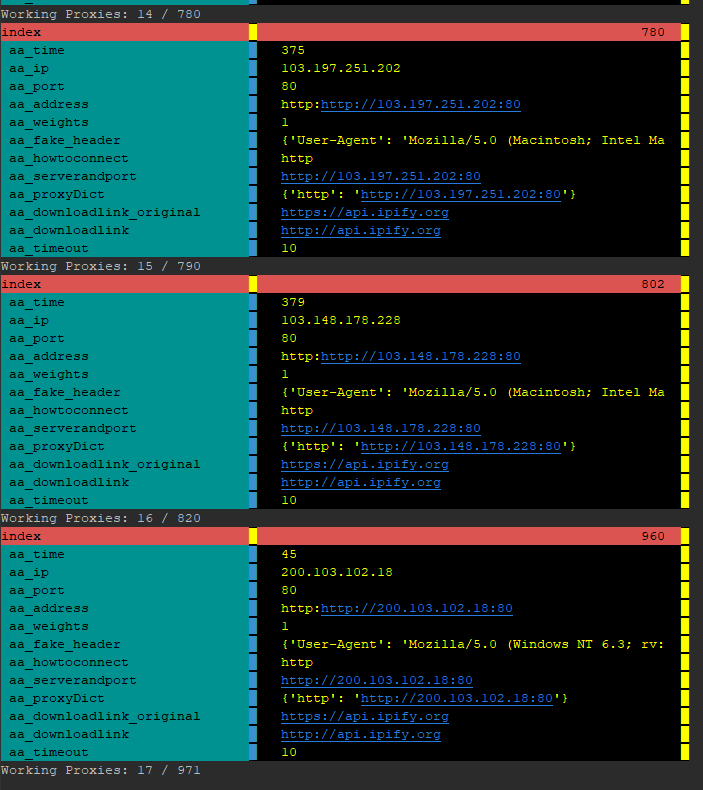 Working Proxies: 14 / 780
index 780
aa_time 375
aa_ip 103.197.251.202
aa_port 80
aa_address http:http://103.197.251.202:80
aa_weights 1
aa_fake_header {'User-Agent': 'Mozilla/5.0 (Macintosh; Intel Ma
aa_howtoconnect http
aa_serverandport http://103.197.251.202:80
aa_proxyDict {'http': 'http://103.197.251.202:80'}
aa_downloadlink_original https://api.ipify.org
aa_downloadlink http://api.ipify.org
aa_timeout 10
Working Proxies: 15 / 790
index 802
aa_time 379
aa_ip 103.148.178.228
aa_port 80
aa_address http:http://103.148.178.228:80
aa_weights 1
aa_fake_header {'User-Agent': 'Mozilla/5.0 (Macintosh; Intel Ma
aa_howtoconnect http
aa_serverandport http://103.148.178.228:80
aa_proxyDict {'http': 'http://103.148.178.228:80'}
aa_downloadlink_original https://api.ipify.org
aa_downloadlink http://api.ipify.org
aa_timeout 10
Working Proxies: 16 / 820
index 960
aa_time 45
aa_ip 200.103.102.18
aa_port 80
aa_address http:http://200.103.102.18:80
aa_weights 1
aa_fake_header {'User-Agent': 'Mozilla/5.0 (Windows NT 6.3; rv:
aa_howtoconnect http
aa_serverandport http://200.103.102.18:80
aa_proxyDict {'http': 'http://200.103.102.18:80'}
aa_downloadlink_original https://api.ipify.org
aa_downloadlink http://api.ipify.org
aa_timeout 10
Working Proxies: 17 / 971